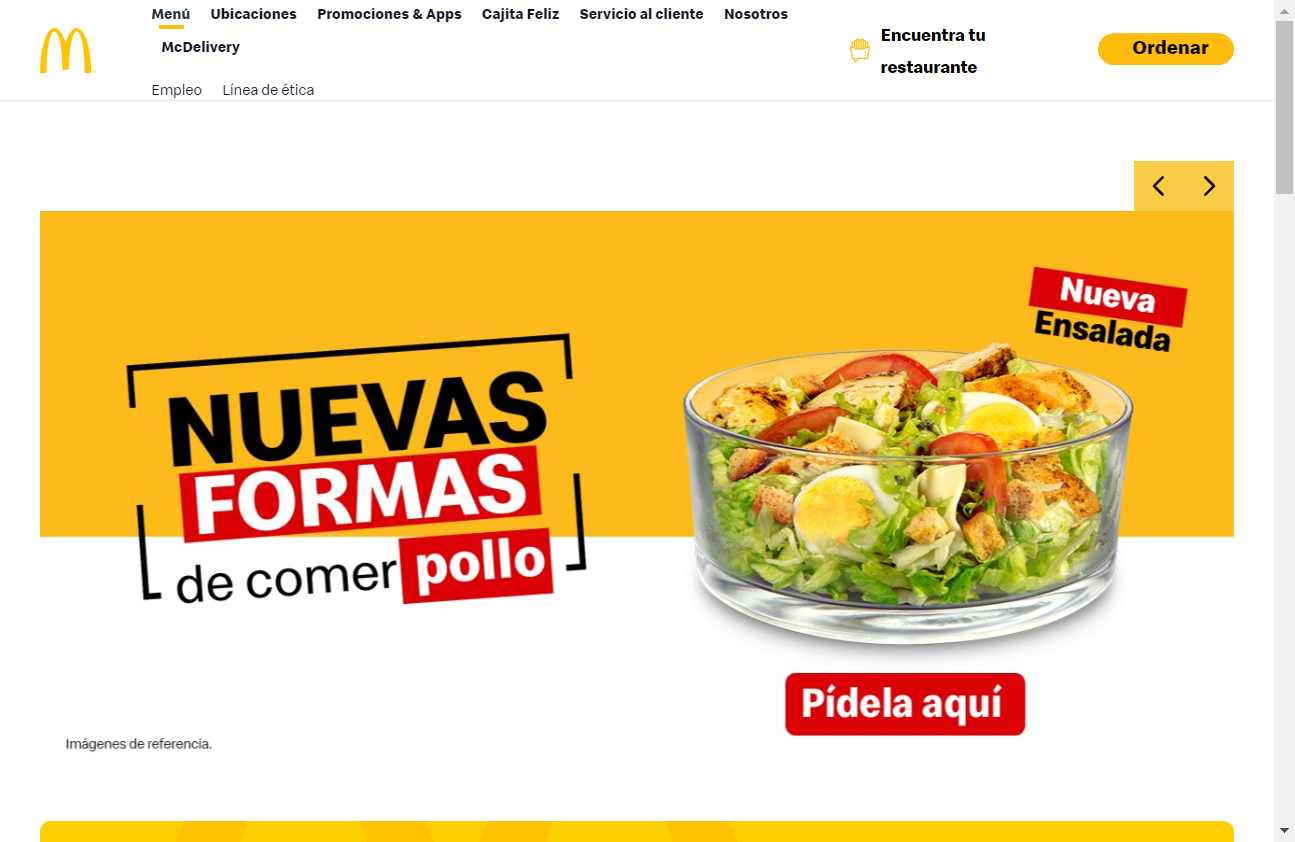 Menú Ubicaciones Promociones & Apps Cajita Feliz Servicio al cliente Nosotros
McDelivery
Empleo Línea de ética
Encuentra tu
restaurante
Ordenar
Nueva
Ensalada
NUEVAS
FORMAS
de comer pollo
Pídela aquí
Imágenes de referencia.